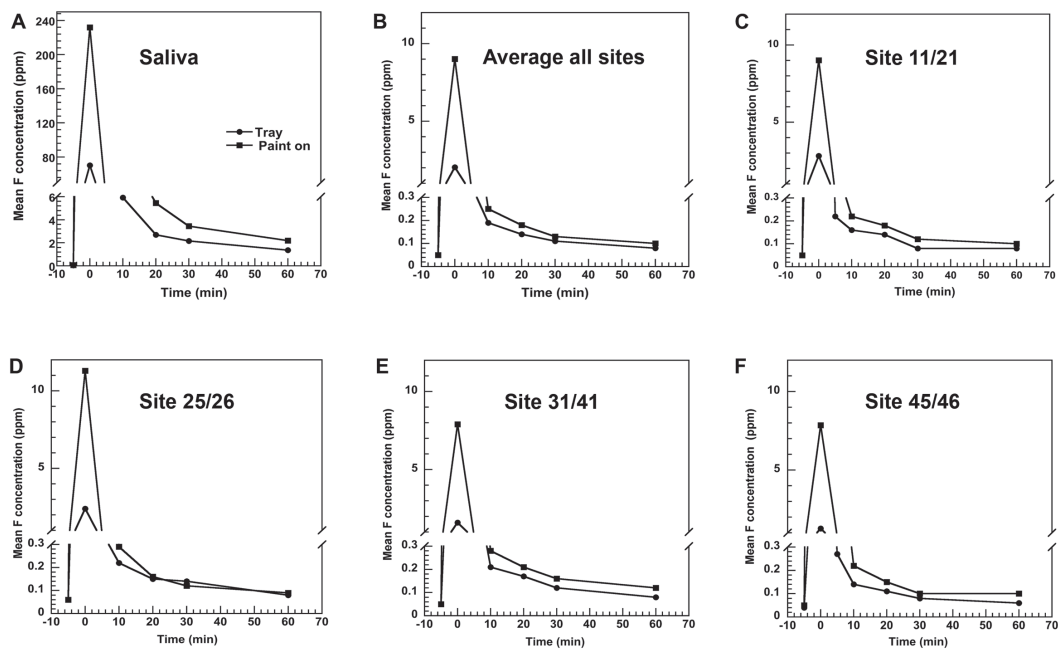 A
Saliva
Mean F concentration (ppm)
240
200
160
120
80
6
4
2
0
Tray
Paint on
-10 0 10 20 30 40 50 60 70
Time (min)
B
Average all sites
Mean F concentration (ppm)
10
5
0.3
0.2
0.1
0
-10 0 10 20 30 40 50 60 70
Time (min)
C
Site 11/21
Mean F concentration (ppm)
10
5
0.3
0.2
0.1
0
-10 0 10 20 30 40 50 60 70
Time (min)
D
Site 25/26
Mean F concentration (ppm)
10
5
0.3
0.2
0.1
0
-10 0 10 20 30 40 50 60 70
Time (min)
E
Site 31/41
Mean F concentration (ppm)
10
5
0.3
0.2
0.1
0
-10 0 10 20 30 40 50 60 70
Time (min)
F
Site 45/46
Mean F concentration (ppm)
10
5
0.3
0.2
0.1
0
-10 0 10 20 30 40 50 60 70
Time (min)